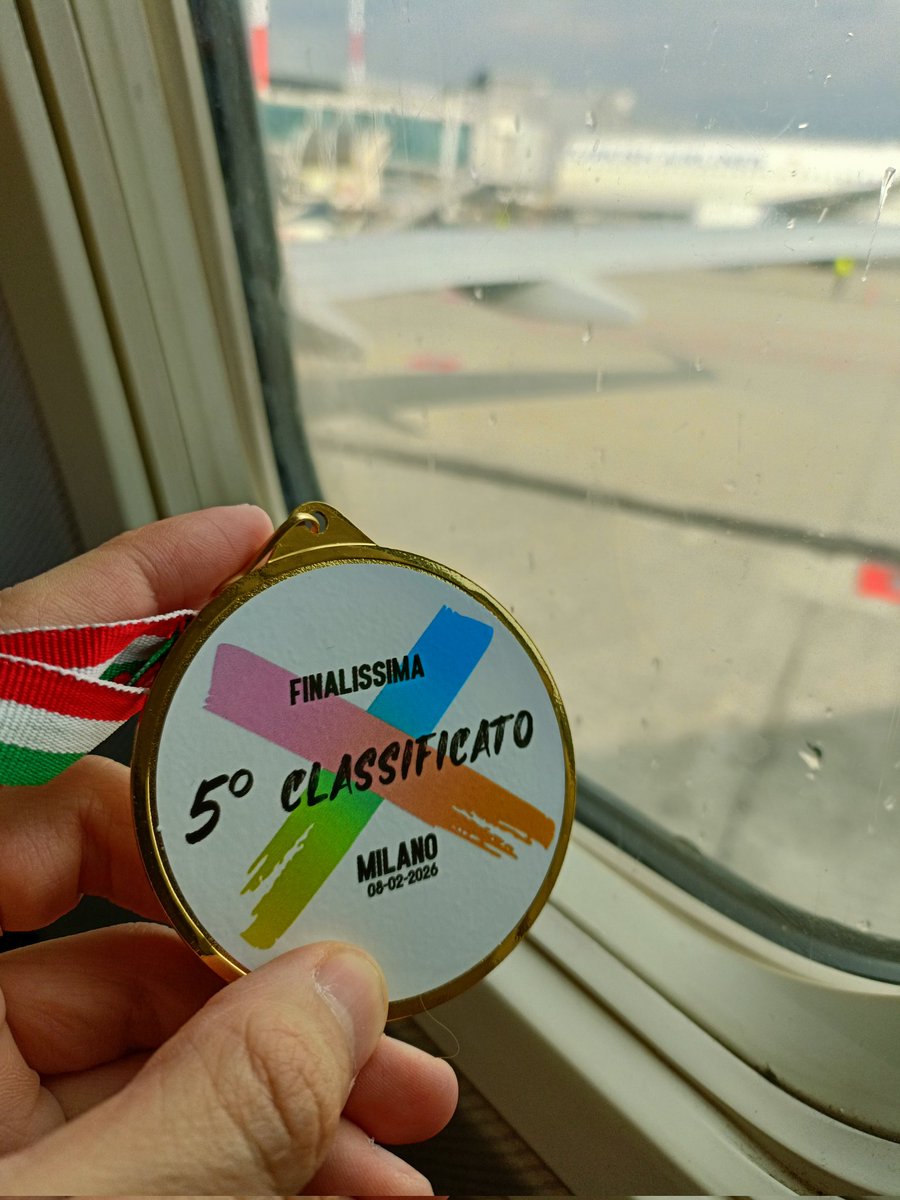 FINALISSIMA
5° CLASSIFICATO
MILANO
08-02-2026